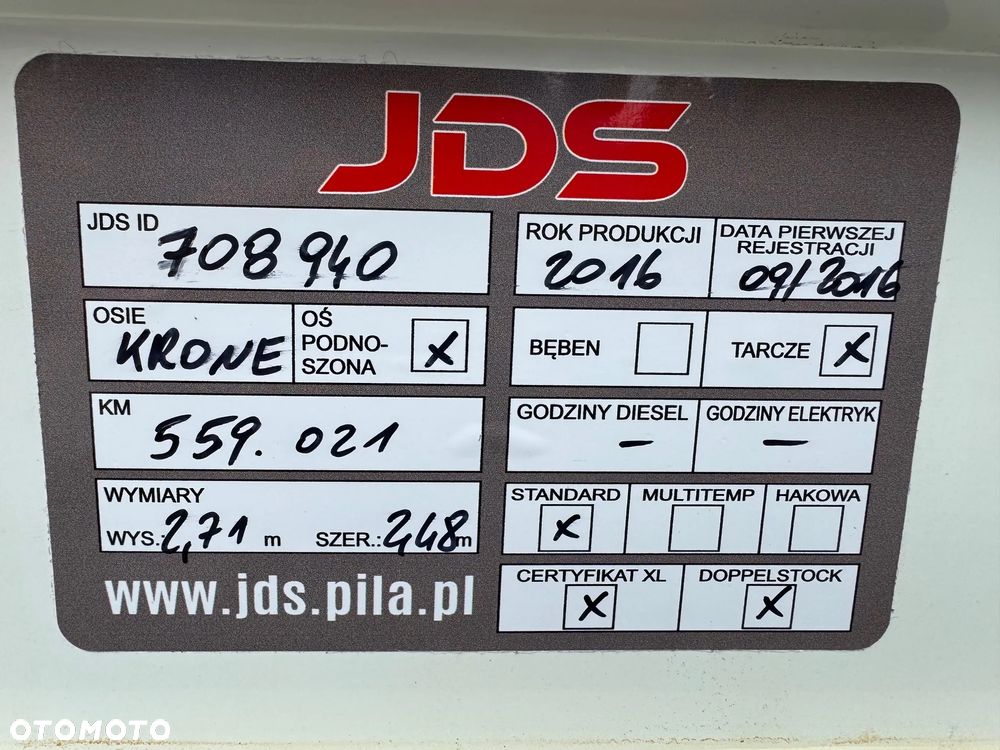 JDS
JDS ID
708 940
ROK PRODUKCJI
2016
DATA PIERWSZEJ
REJESTRACJI
09/2016
OSIE
KRONE
OŚ
PODNO-
SZONA
X
BĘBEN
TARCZE X
KM
559.021
GODZINY DIESEL
-
GODZINY ELEKTRYK
-
WYMIARY
WYS.: 2,71 m SZER.: 2,48 m
STANDARD
X
MULTITEMP
HAKOWA
CERTYFIKAT XL
X
DOPPELSTOCK
X
www.jds.pila.pl
OTOMOTO